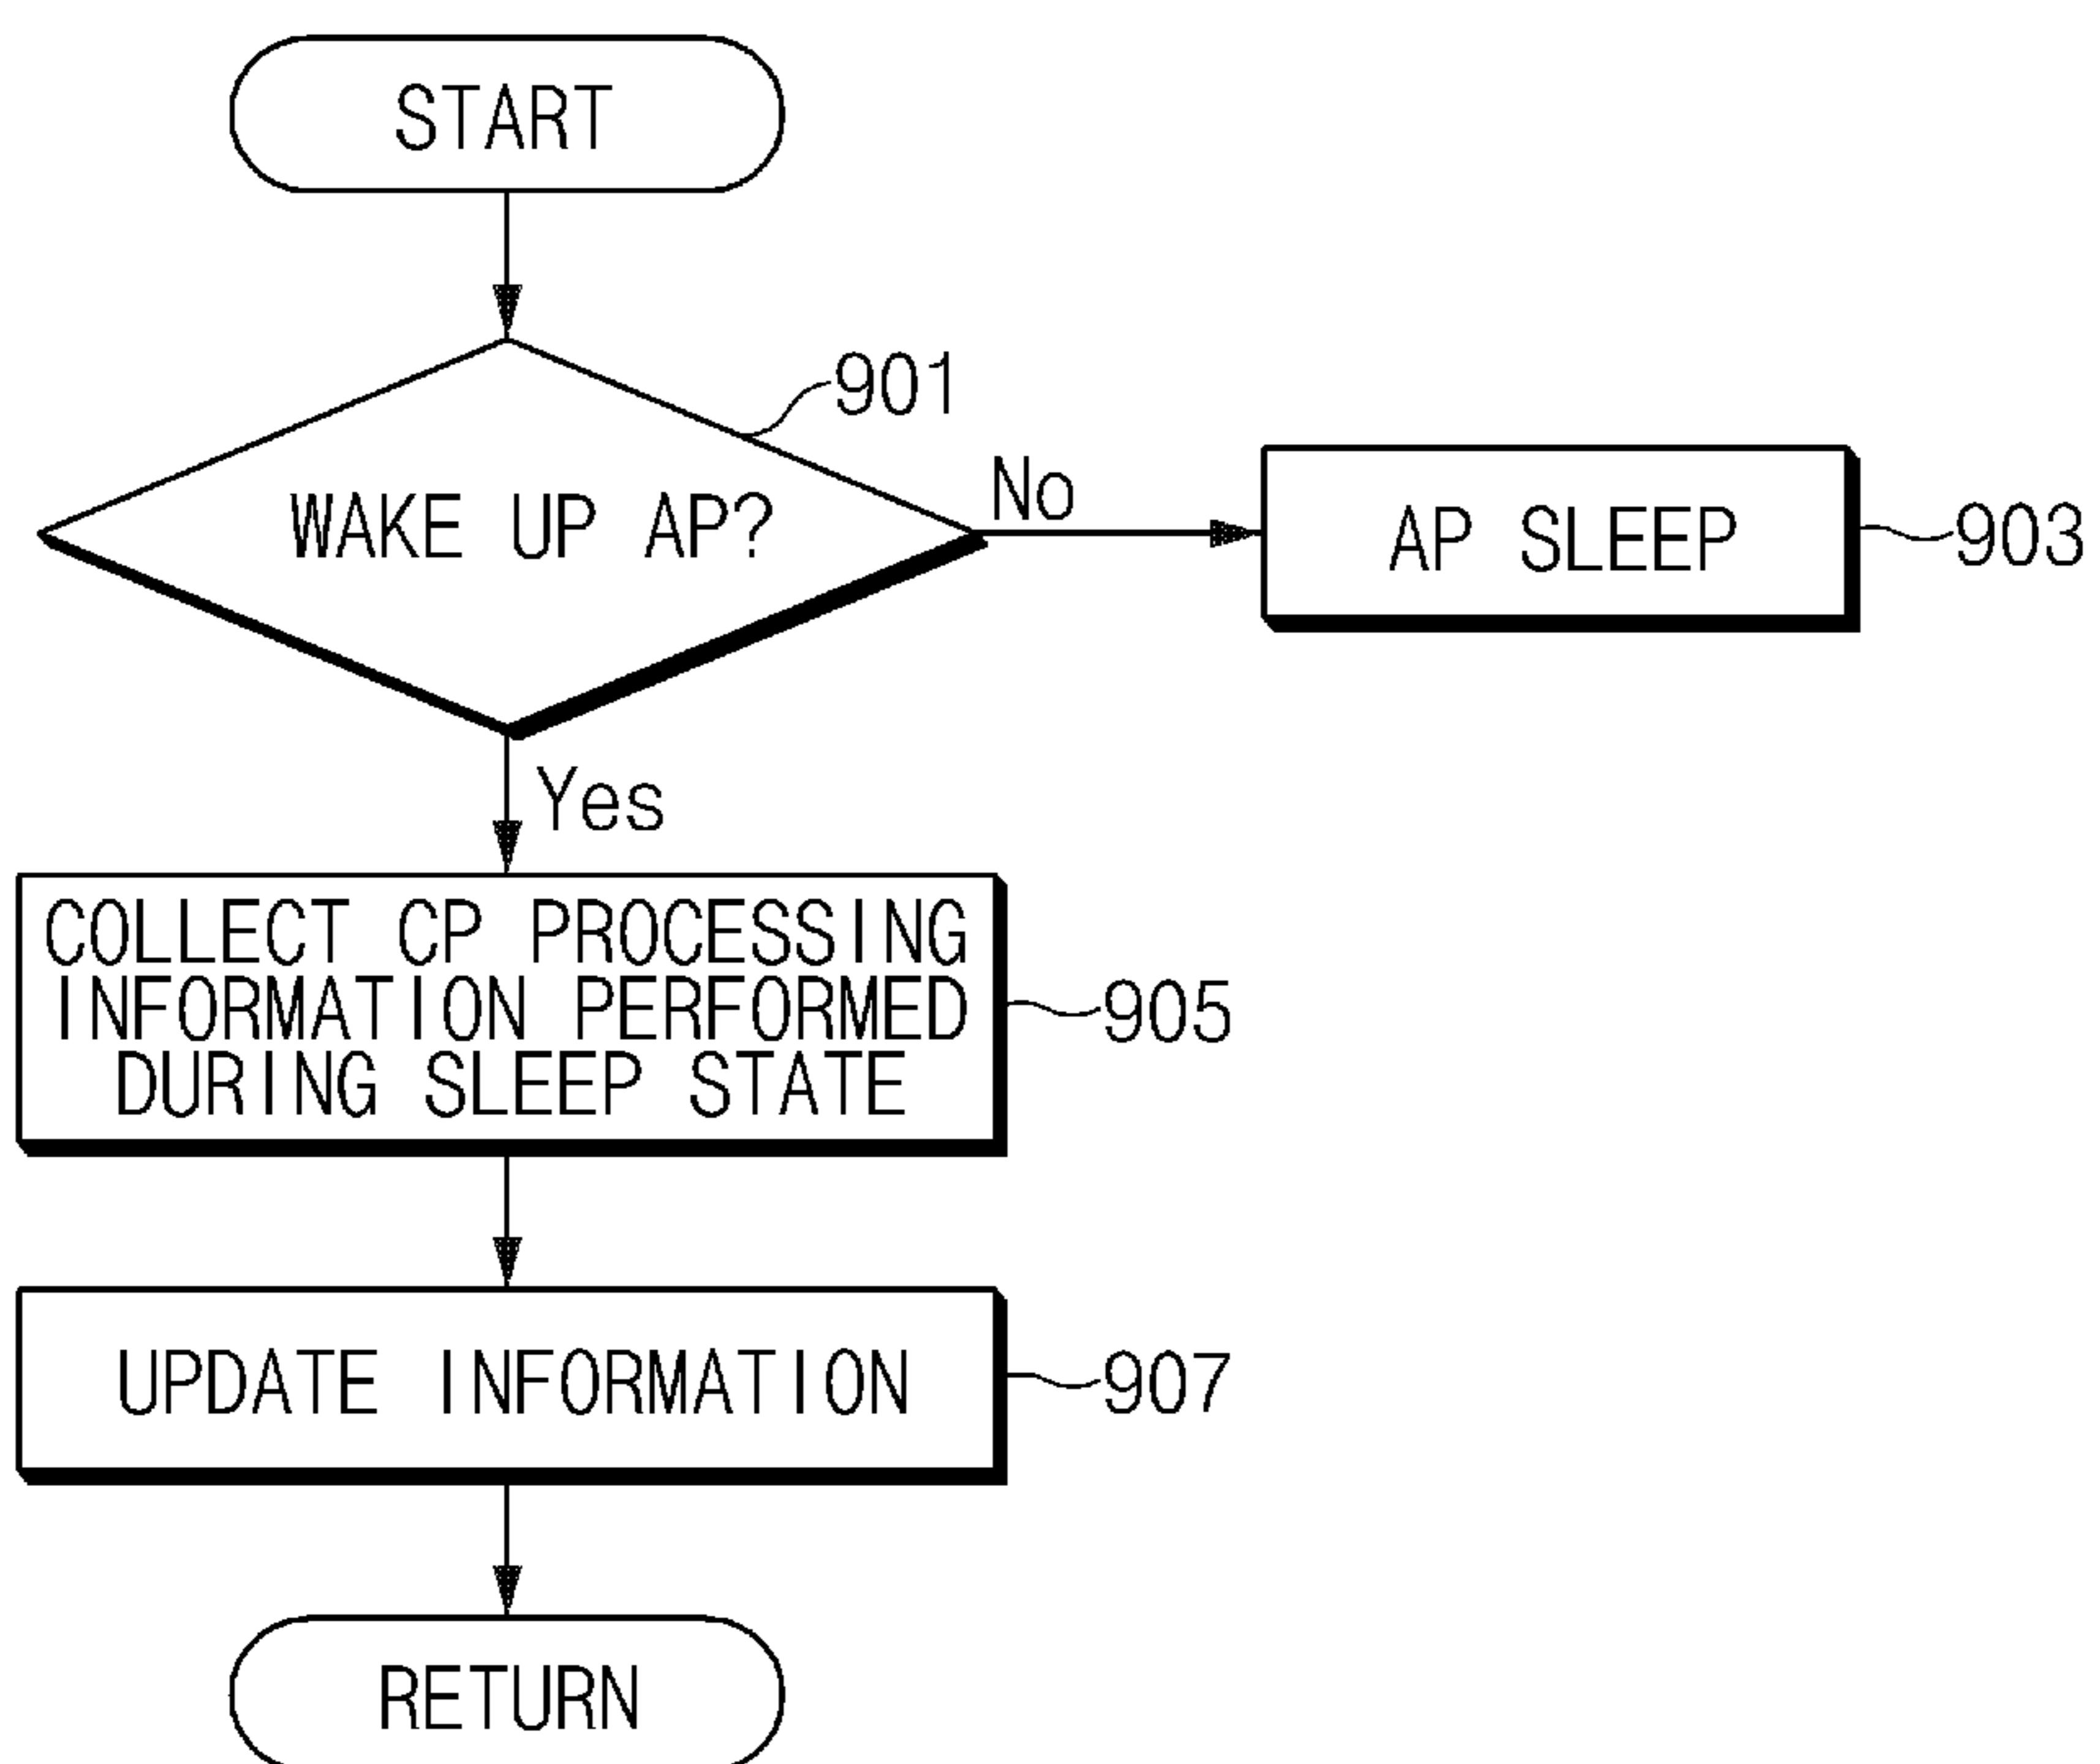 START
901
WAKE UP AP?
No
AP SLEEP
903
Yes
COLLECT CP PROCESSING
INFORMATION PERFORMED
DURING SLEEP STATE
905
UPDATE INFORMATION
907
RETURN